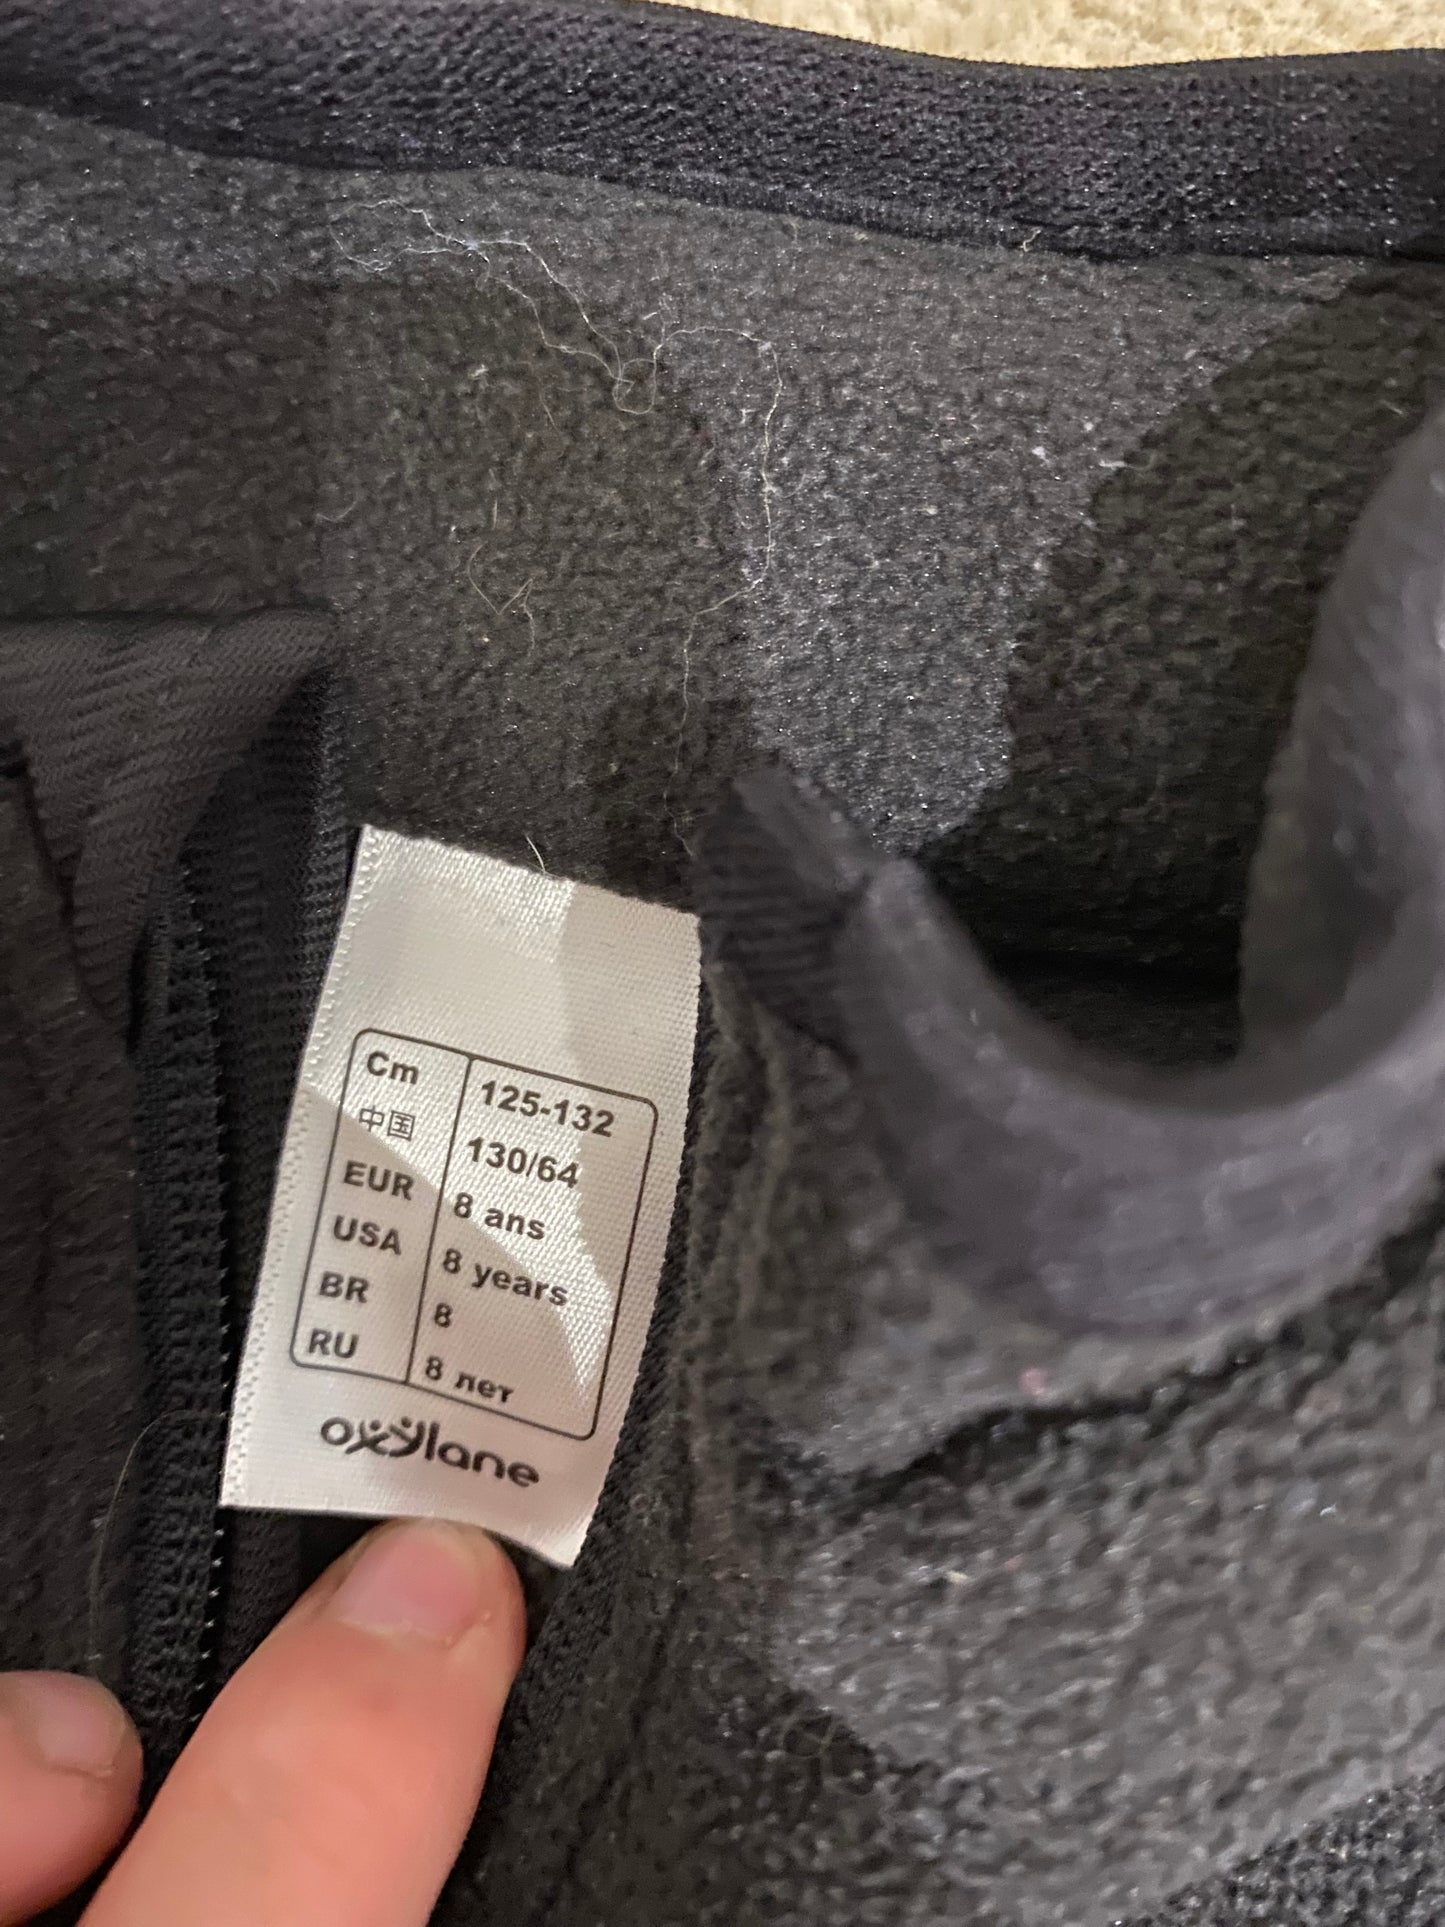 Cm 125-132
中国 130/64
EUR 8 ans
USA 8 years
BR 8
RU 8 лет
oxylane